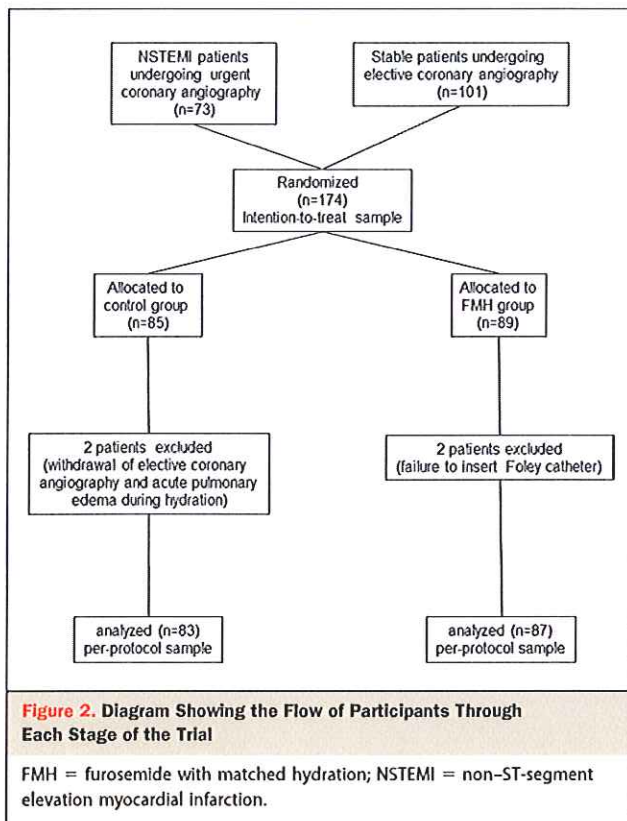 NSTEMI patients
undergoing urgent
coronary angiography
(n=73)
Stable patients undergoing
elective coronary angiography
(n=101)
Randomized
(n=174)
Intention-to-treat sample
Allocated to
control group
(n=85)
Allocated to
FMH group
(n=89)
2 patients excluded
(withdrawal of elective coronary
angiography and acute pulmonary
edema during hydration)
2 patients excluded
(failure to insert Foley catheter)
analyzed (n=83)
per-protocol sample
analyzed (n=87)
per-protocol sample
Figure 2. Diagram Showing the Flow of Participants Through
Each Stage of the Trial
FMH = furosemide with matched hydration; NSTEMI = non–ST-segment
elevation myocardial infarction.